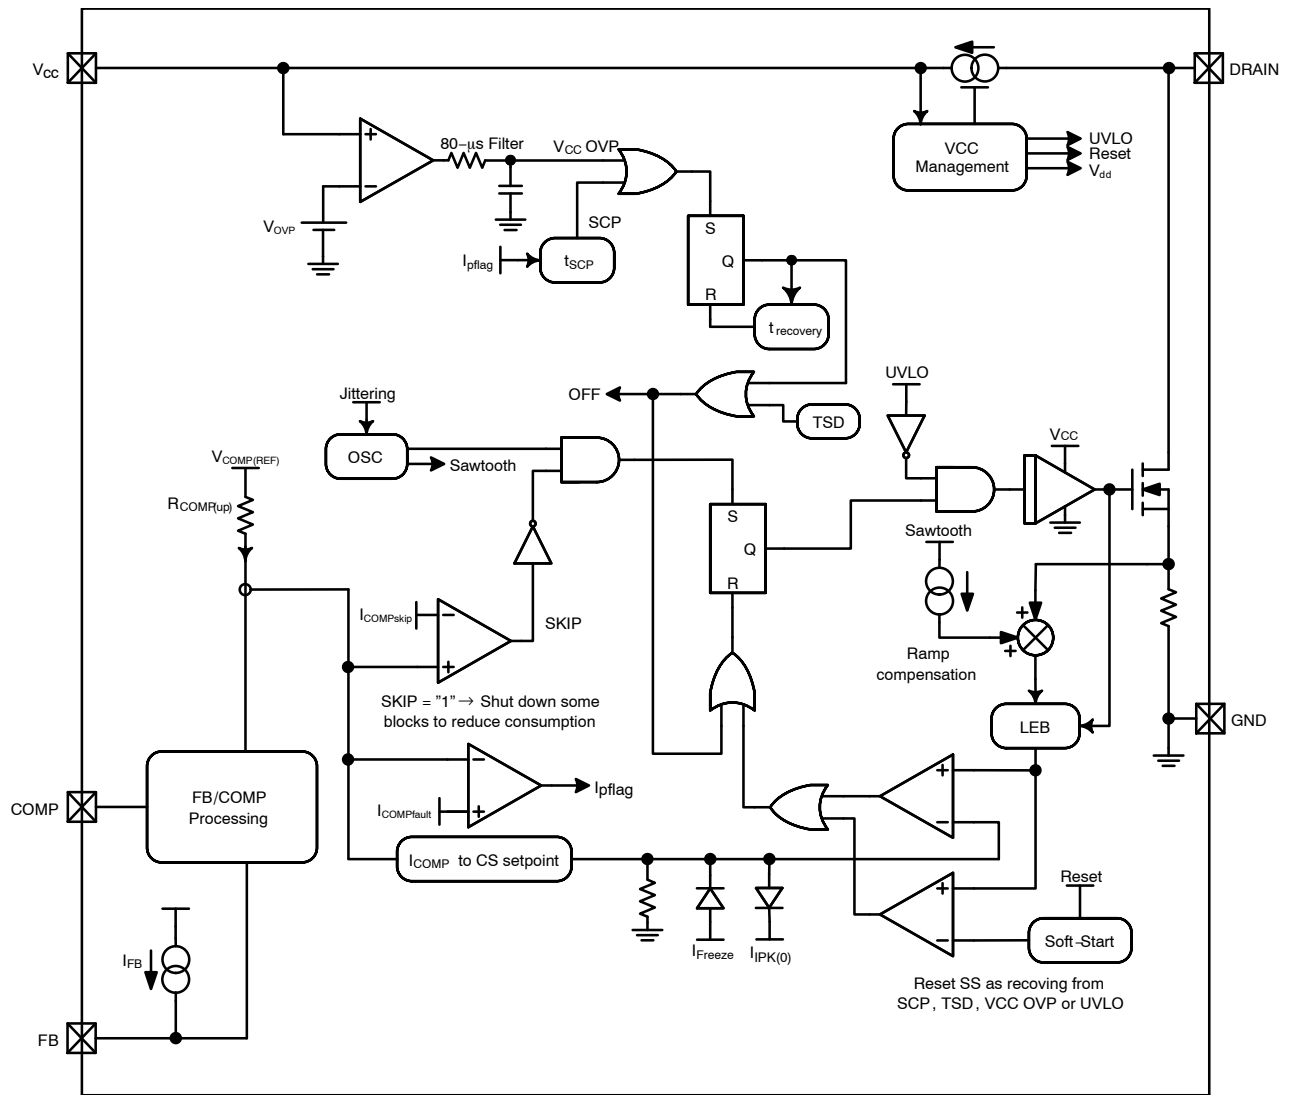 VCC
DRAIN
80–μs Filter
VCC OVP
VCC
Management
UVLO
Reset
Vdd
+
−
VOVP
SCP
Ipflag
tSCP
S
Q
R
trecovery
Jittering
OFF
TSD
UVLO
OSC
Sawtooth
VCOMP(REF)
RCOMP(up)
VCC
S
Q
R
Sawtooth
ICOMPskip
−
+
SKIP
+
+
Ramp
compensation
SKIP = ”1” → Shut down some
blocks to reduce consumption
LEB
GND
COMP
FB/COMP
Processing
−
+
ICOMPfault
Ipflag
+
−
ICOMP to CS setpoint
+
−
Reset
Soft–Start
IFreeze
IIPK(0)
IFB
Reset SS as recoving from
SCP, TSD, VCC OVP or UVLO
FB